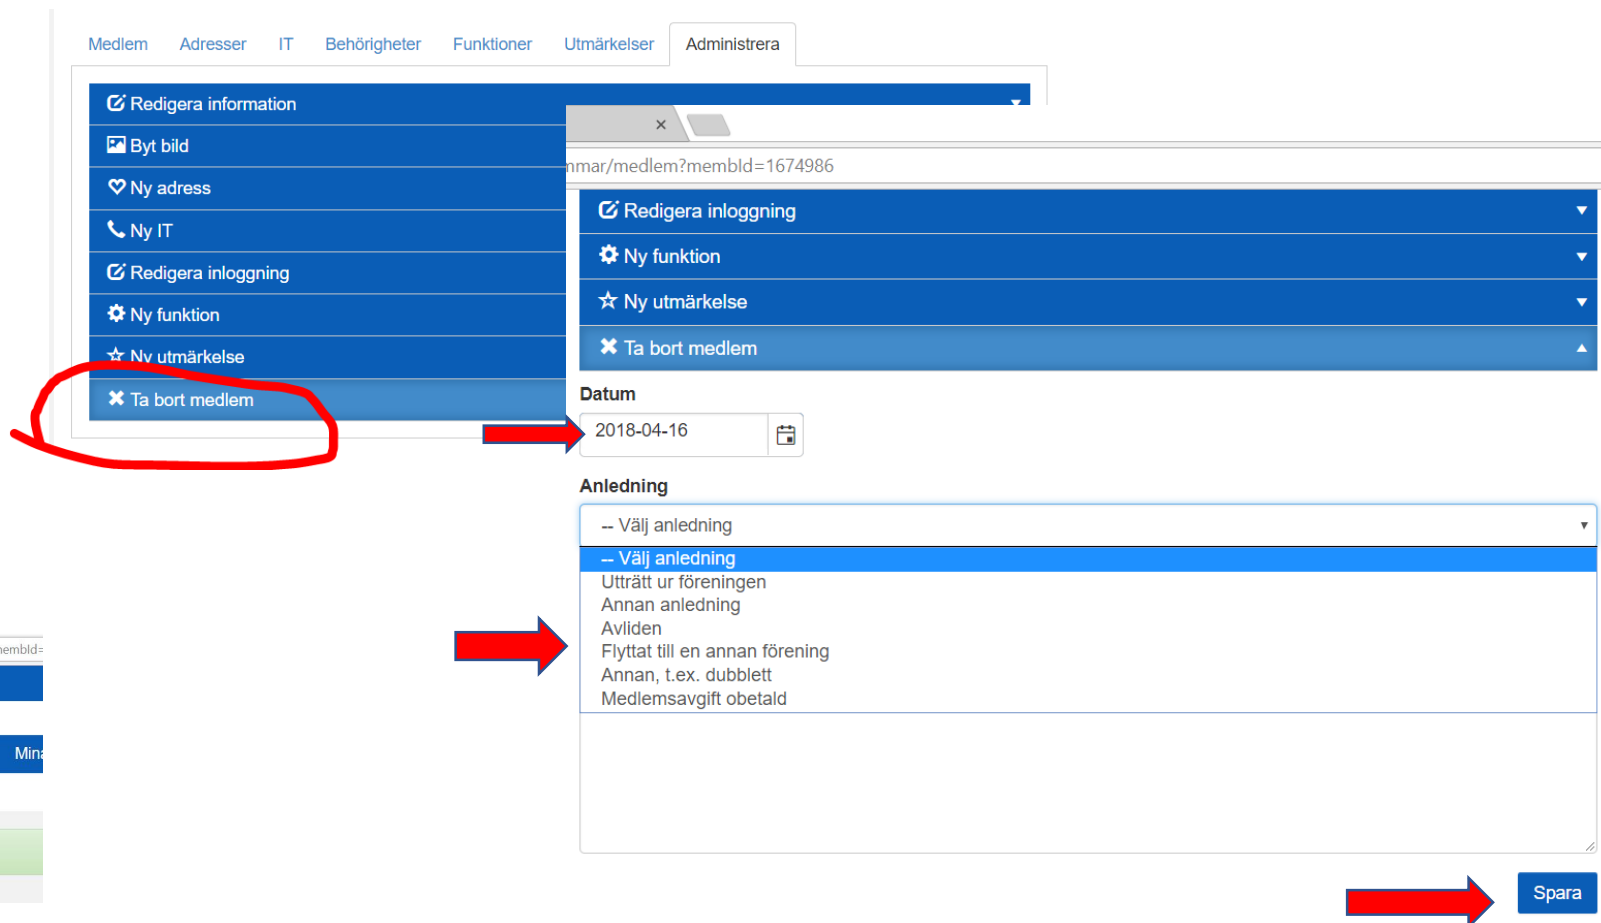 Medlem Adresser IT Behörigheter Funktioner Utmärkelser Administrera
Redigera information
Byt bild
Ny adress
Ny IT
Redigera inloggning
Ny funktion
Ny utmärkelse
Ta bort medlem
mmar/medlem?membId=1674986
Redigera inloggning
Ny funktion
Ny utmärkelse
Ta bort medlem
Datum
2018-04-16
Anledning
-- Välj anledning
-- Välj anledning
Utträtt ur föreningen
Annan anledning
Avliden
Flyttat till en annan förening
Annan, t.ex. dubblett
Medlemsavgift obetald
Spara
membId=
Mina